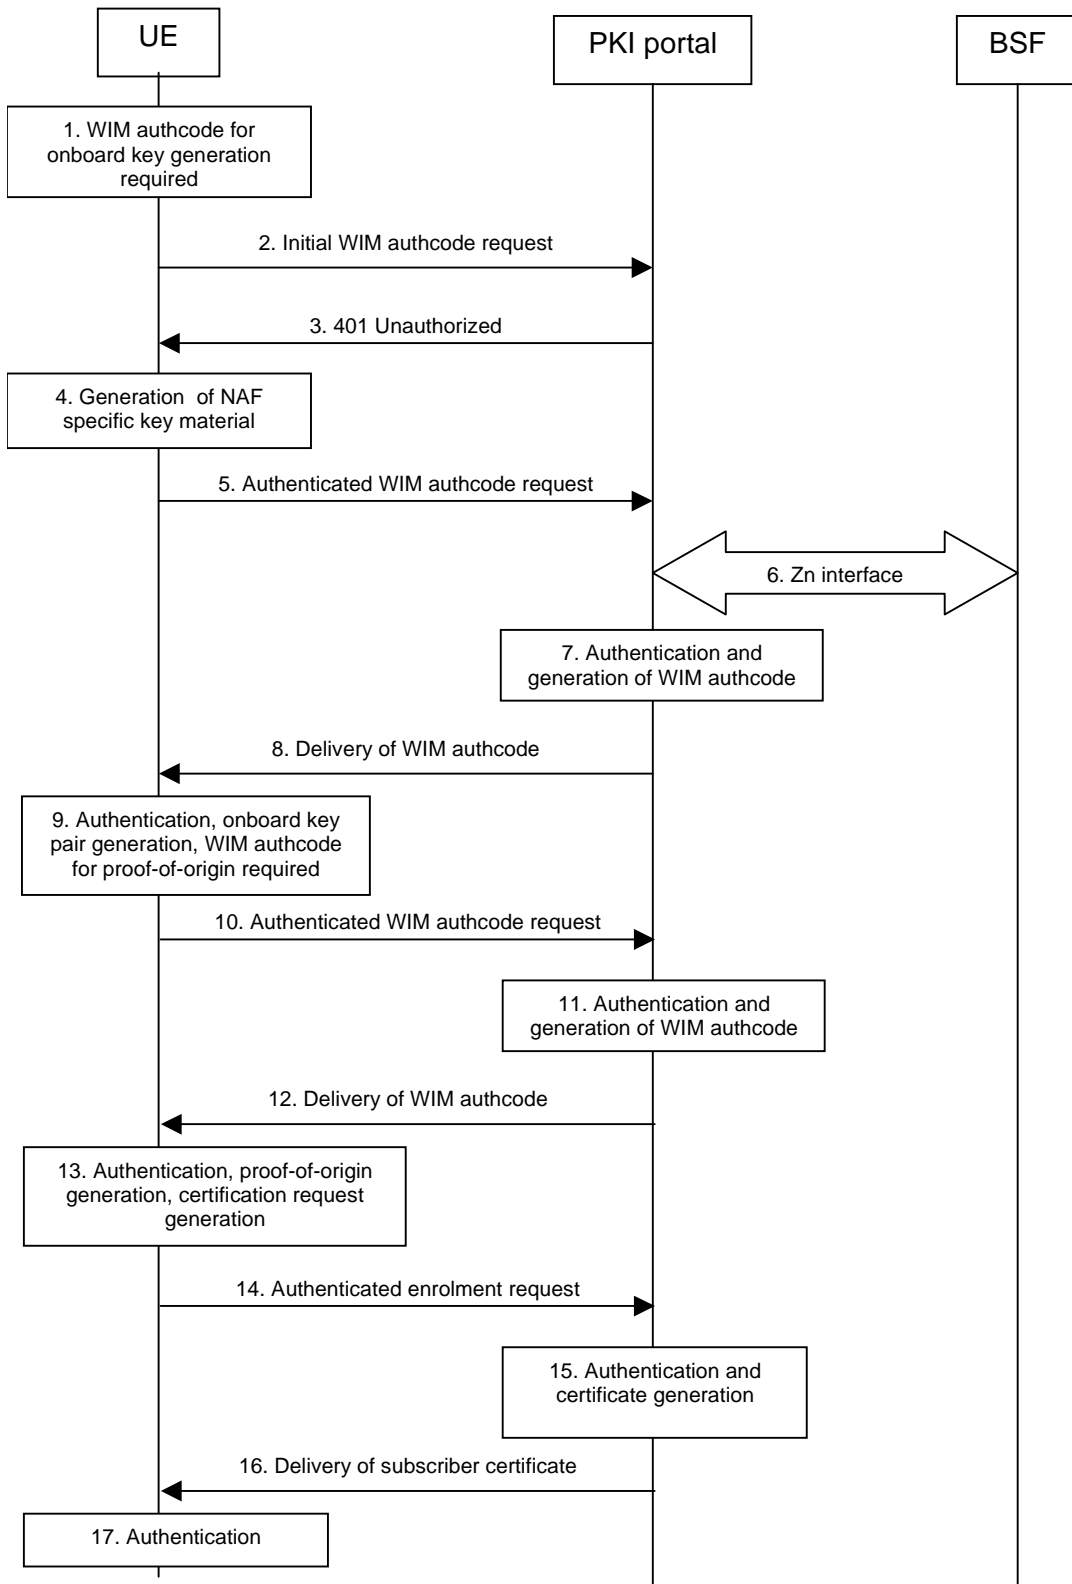 UE
PKI portal
BSF
1. WIM authcode for
onboard key generation
required
2. Initial WIM authcode request
3. 401 Unauthorized
4. Generation of NAF
specific key material
5. Authenticated WIM authcode request
6. Zn interface
7. Authentication and
generation of WIM authcode
8. Delivery of WIM authcode
9. Authentication, onboard key
pair generation, WIM authcode
for proof-of-origin required
10. Authenticated WIM authcode request
11. Authentication and
generation of WIM authcode
12. Delivery of WIM authcode
13. Authentication, proof-of-origin
generation, certification request
generation
14. Authenticated enrolment request
15. Authentication and
certificate generation
16. Delivery of subscriber certificate
17. Authentication